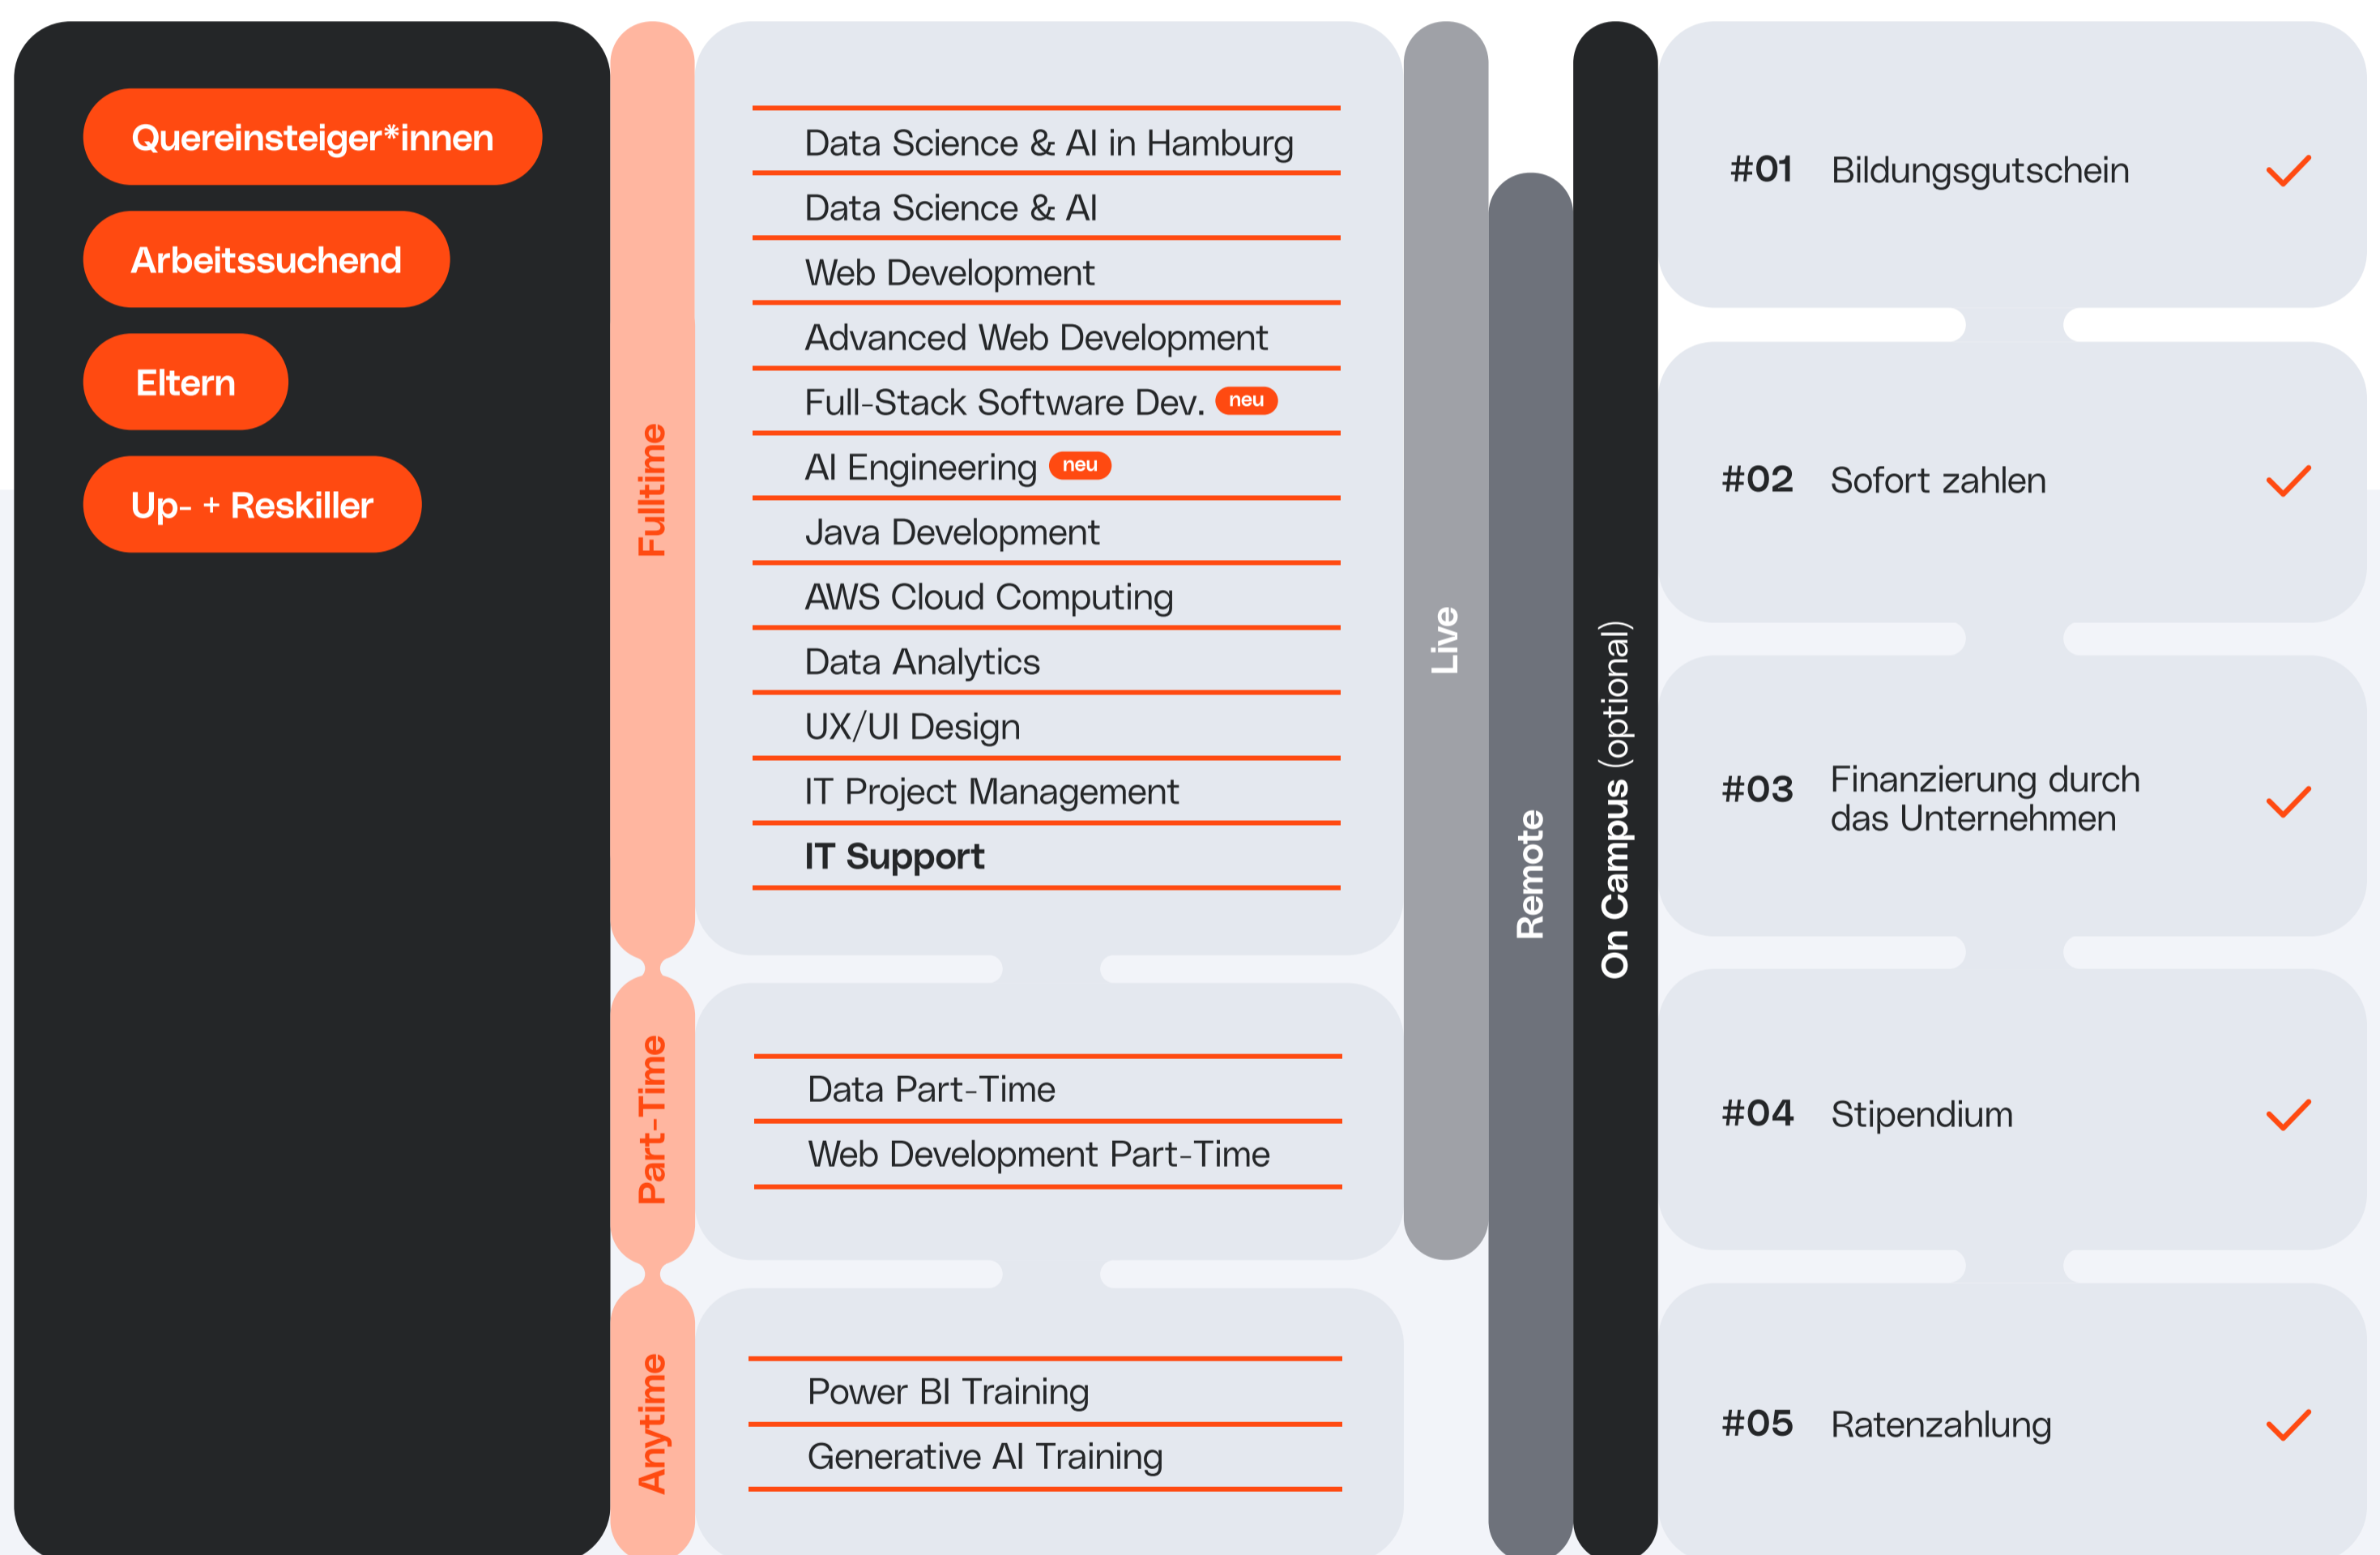 Quereinsteiger*innen
Arbeitssuchend
Eltern
Up- + Reskiller
Fulltime
Data Science & AI in Hamburg
Data Science & AI
Web Development
Advanced Web Development
Full-Stack Software Dev. neu
AI Engineering neu
Java Development
AWS Cloud Computing
Data Analytics
UX/UI Design
IT Project Management
IT Support
Part-Time
Data Part-Time
Web Development Part-Time
Anytime
Power BI Training
Generative AI Training
Live
Remote
On Campus (optional)
#01 Bildungsgutschein
#02 Sofort zahlen
#03 Finanzierung durch
das Unternehmen
#04 Stipendium
#05 Ratenzahlung